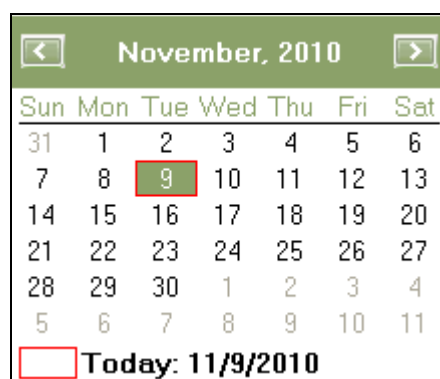 November, 2010
Sun Mon Tue Wed Thu Fri Sat
31 1 2 3 4 5 6
7 8 9 10 11 12 13
14 15 16 17 18 19 20
21 22 23 24 25 26 27
28 29 30 1 2 3 4
5 6 7 8 9 10 11
Today: 11/9/2010